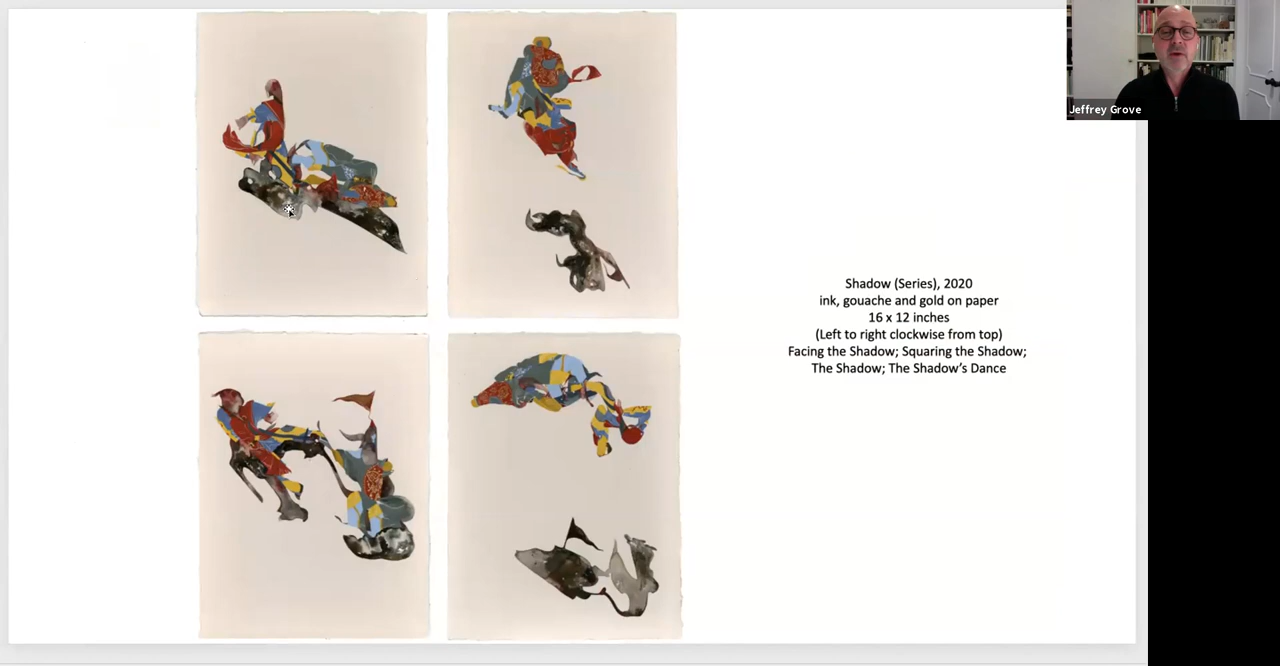 Jeffrey Grove
Shadow (Series), 2020
ink, gouache and gold on paper
16 x 12 inches
(Left to right clockwise from top)
Facing the Shadow; Squaring the Shadow;
The Shadow; The Shadow's Dance